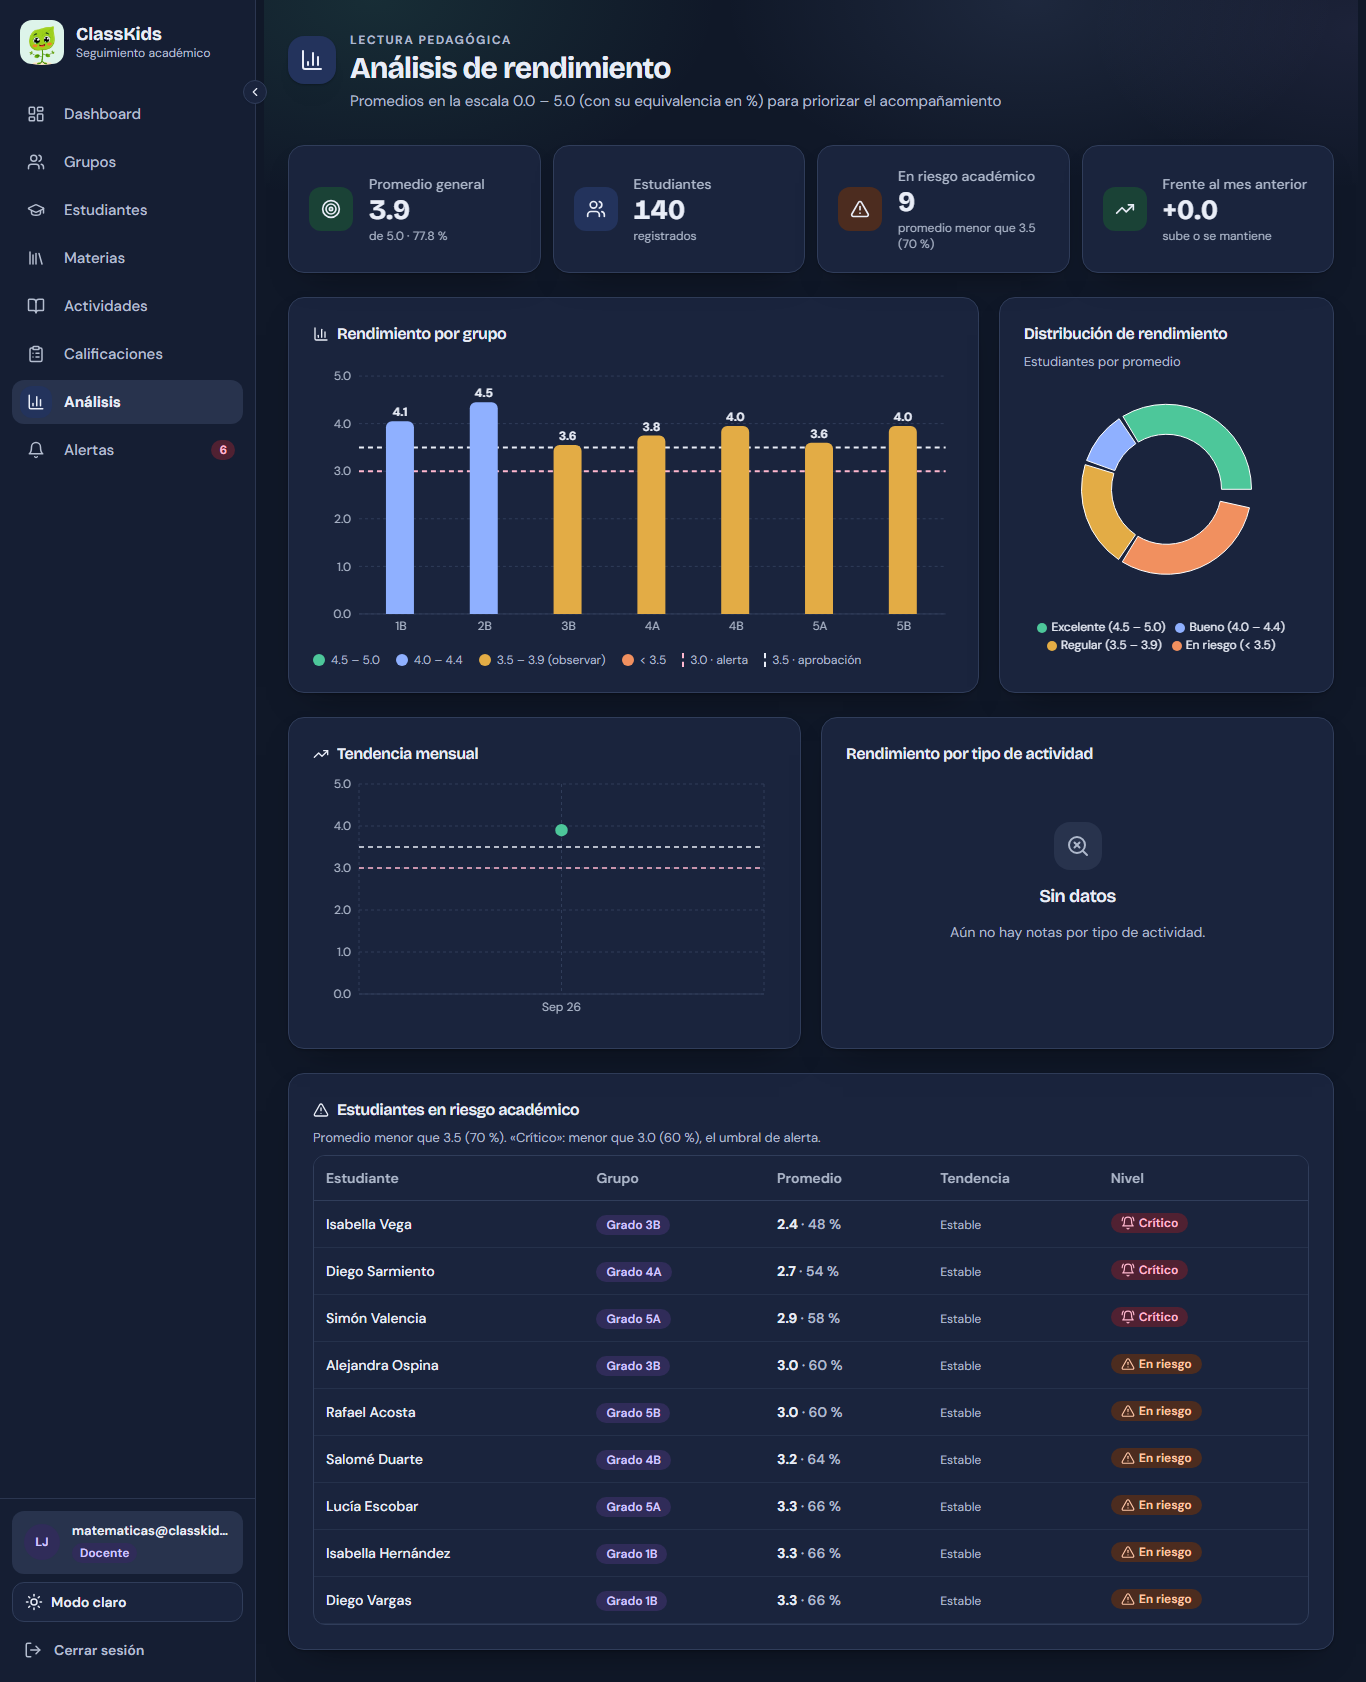 ClassKids
Seguimiento académico
Dashboard
Grupos
Estudiantes
Materias
Actividades
Calificaciones
Análisis
Alertas 6
LJ
matematicas@classkid...
Docente
Modo claro
Cerrar sesión
LECTURA PEDAGÓGICA
Análisis de rendimiento
Promedios en la escala 0.0 – 5.0 (con su equivalencia en %) para priorizar el acompañamiento
Promedio general
3.9
de 5.0 · 77.8 %
Estudiantes
140
registrados
En riesgo académico
9
promedio menor que 3.5
(70 %)
Frente al mes anterior
+0.0
sube o se mantiene
Rendimiento por grupo
5.0
4.0
3.0
2.0
1.0
0.0
4.1
4.5
3.6
3.8
4.0
3.6
4.0
1B 2B 3B 4A 4B 5A 5B
4.5 – 5.0 4.0 – 4.4 3.5 – 3.9 (observar) < 3.5 3.0 · alerta 3.5 · aprobación
Distribución de rendimiento
Estudiantes por promedio
Excelente (4.5 – 5.0) Bueno (4.0 – 4.4)
Regular (3.5 – 3.9) En riesgo (< 3.5)
Tendencia mensual
5.0
4.0
3.0
2.0
1.0
0.0
Sep 26
Rendimiento por tipo de actividad
Sin datos
Aún no hay notas por tipo de actividad.
Estudiantes en riesgo académico
Promedio menor que 3.5 (70 %). «Crítico»: menor que 3.0 (60 %), el umbral de alerta.
Estudiante Grupo Promedio Tendencia Nivel
Isabella Vega Grado 3B 2.4 · 48 % Estable Crítico
Diego Sarmiento Grado 4A 2.7 · 54 % Estable Crítico
Simón Valencia Grado 5A 2.9 · 58 % Estable Crítico
Alejandra Ospina Grado 3B 3.0 · 60 % Estable En riesgo
Rafael Acosta Grado 5B 3.0 · 60 % Estable En riesgo
Salomé Duarte Grado 4B 3.2 · 64 % Estable En riesgo
Lucía Escobar Grado 5A 3.3 · 66 % Estable En riesgo
Isabella Hernández Grado 1B 3.3 · 66 % Estable En riesgo
Diego Vargas Grado 1B 3.3 · 66 % Estable En riesgo